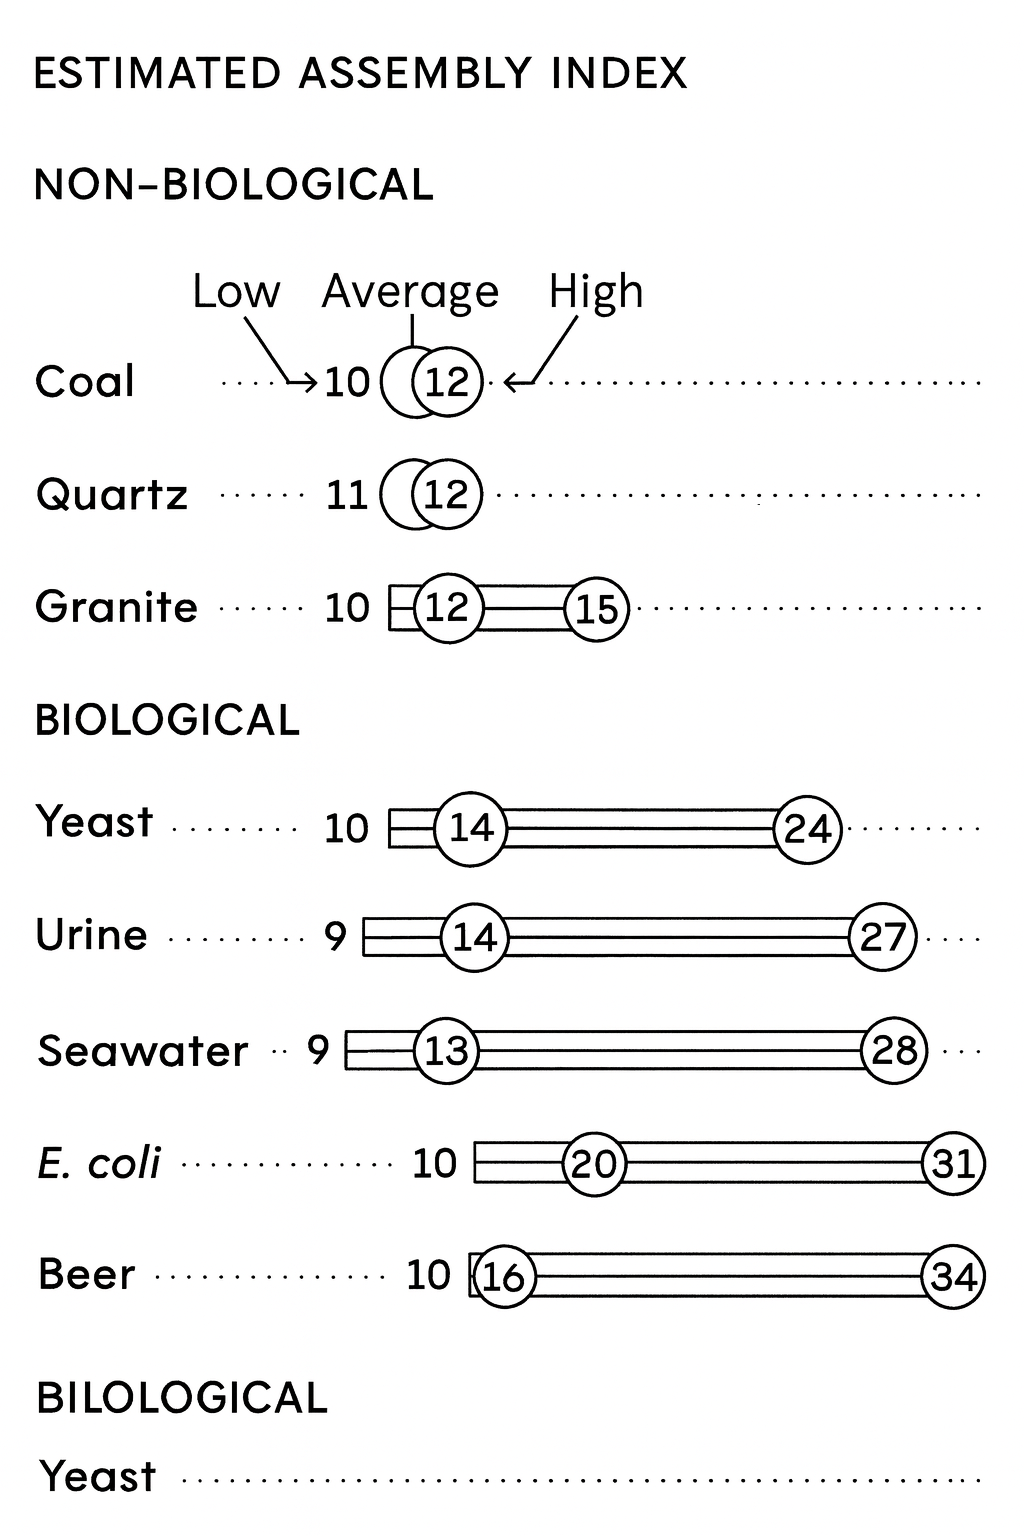 ESTIMATED ASSEMBLY INDEX
NON–BIOLOGICAL
Low Average High
Coal 10 12
Quartz 11 12
Granite 10 12 15
BIOLOGICAL
Yeast 10 14 24
Urine 9 14 27
Seawater 9 13 28
E. coli 10 20 31
Beer 10 16 34
BILOLOGICAL
Yeast